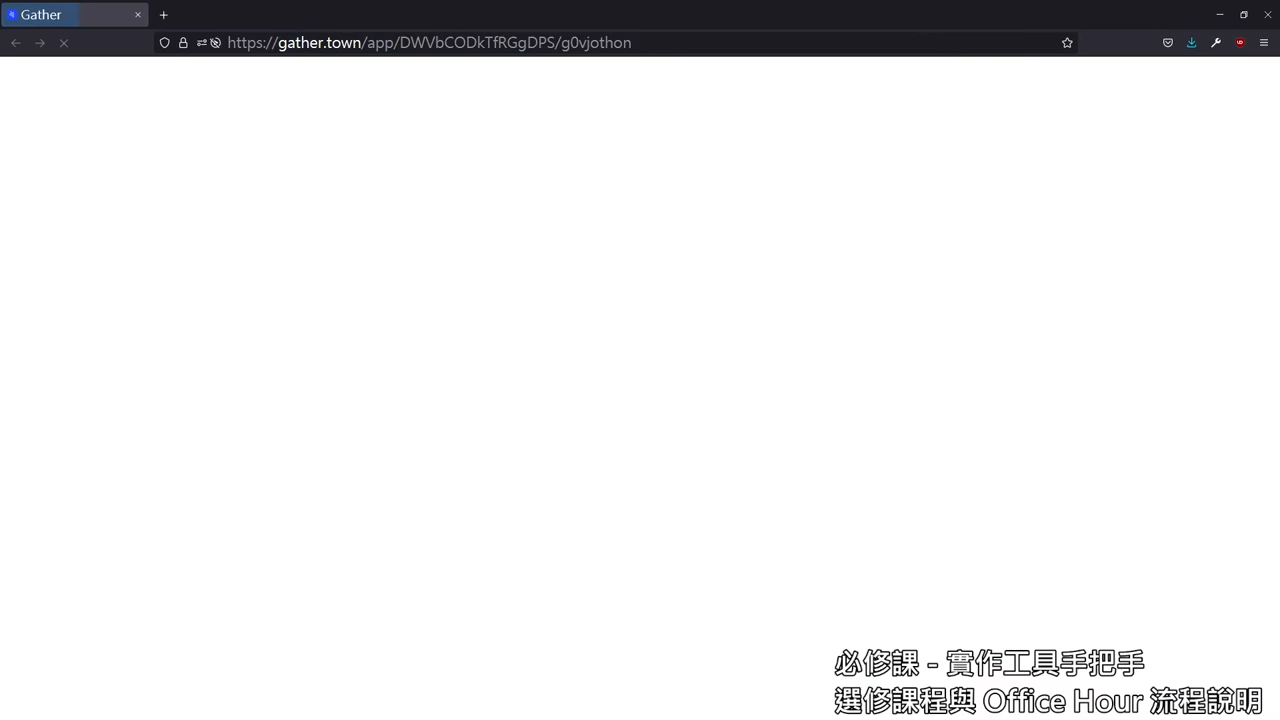 Gather
https://gather.town/app/DWVbCODkTfRGgDPS/g0vjothon
必修課 - 實作工具手把手
選修課程與 Office Hour 流程說明